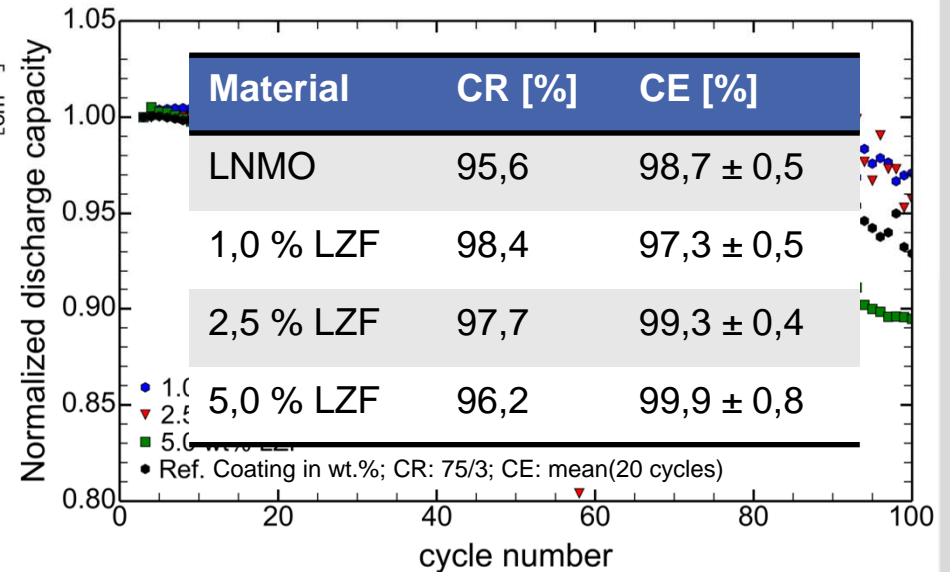 1.05
1.00
0.95
0.90
0.85
0.80
Normalized discharge capacity
Material CR [%] CE [%]
LNMO 95,6 98,7 ± 0,5
1,0 % LZF 98,4 97,3 ± 0,5
2,5 % LZF 97,7 99,3 ± 0,4
5,0 % LZF 96,2 99,9 ± 0,8
Ref. Coating in wt.%; CR: 75/3; CE: mean(20 cycles)
0 20 40 60 80 100
cycle number